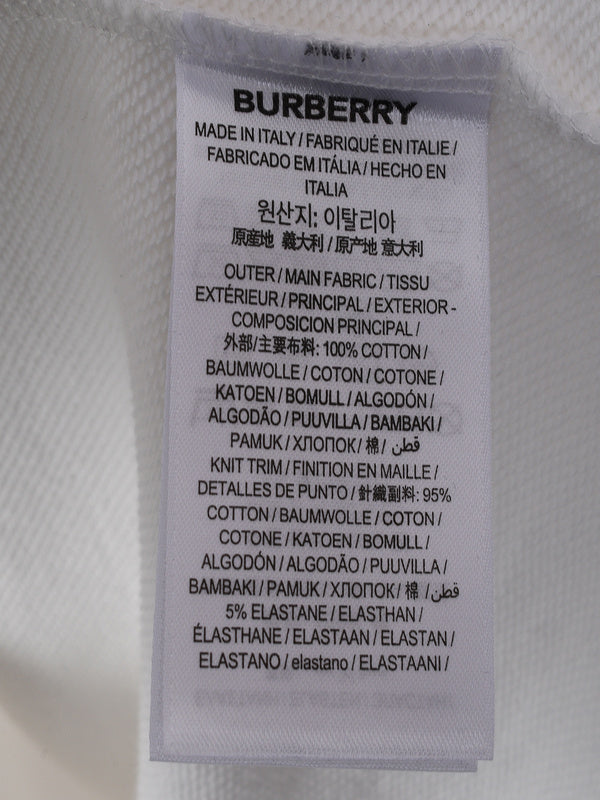 BURBERRY
MADE IN ITALY / FABRIQUÉ EN ITALIE /
FABRICADO EM ITÁLIA / HECHO EN
ITALIA
원산지: 이탈리아
原産地 義大利 / 原产地 意大利
OUTER / MAIN FABRIC / TISSU
EXTÉRIEUR / PRINCIPAL / EXTERIOR -
COMPOSICION PRINCIPAL /
外部/主要布料: 100% COTTON /
BAUMWOLLE / COTON / COTONE /
KATOEN / BOMULL / ALGODÓN /
ALGODÃO / PUUVILLA / BAMBAKI /
PAMUK / ХЛОПОК / 棉 / قطن
KNIT TRIM / FINITION EN MAILLE /
DETALLES DE PUNTO / 針織副料: 95%
COTTON / BAUMWOLLE / COTON /
COTONE / KATOEN / BOMULL /
ALGODÓN / ALGODÃO / PUUVILLA /
BAMBAKI / PAMUK / ХЛОПОК / 棉 / قطن
5% ELASTANE / ELASTHAN /
ÉLASTHANE / ELASTAAN / ELASTAN /
ELASTANO / elastano / ELASTAANI /